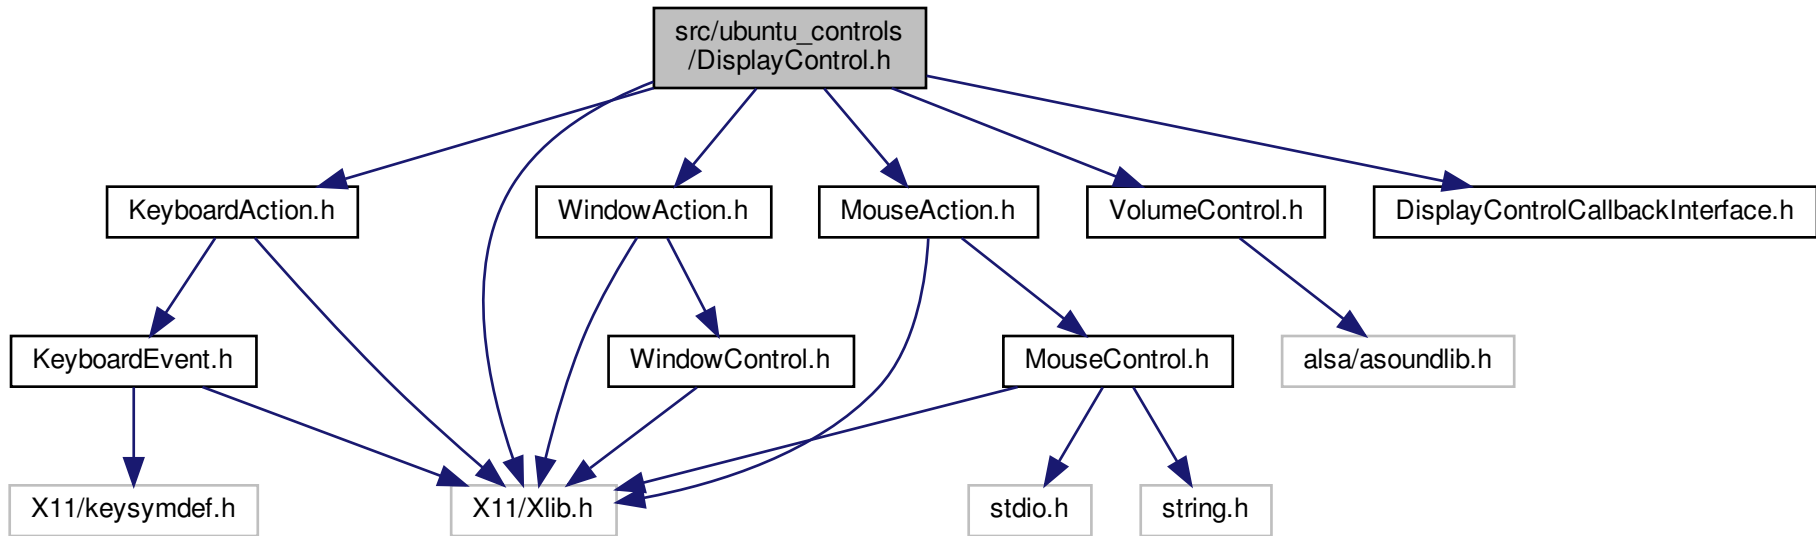 src/ubuntu_controls
/DisplayControl.h
KeyboardAction.h
WindowAction.h
MouseAction.h
VolumeControl.h
DisplayControlCallbackInterface.h
KeyboardEvent.h
WindowControl.h
MouseControl.h
alsa/asoundlib.h
X11/keysymdef.h
X11/Xlib.h
stdio.h
string.h